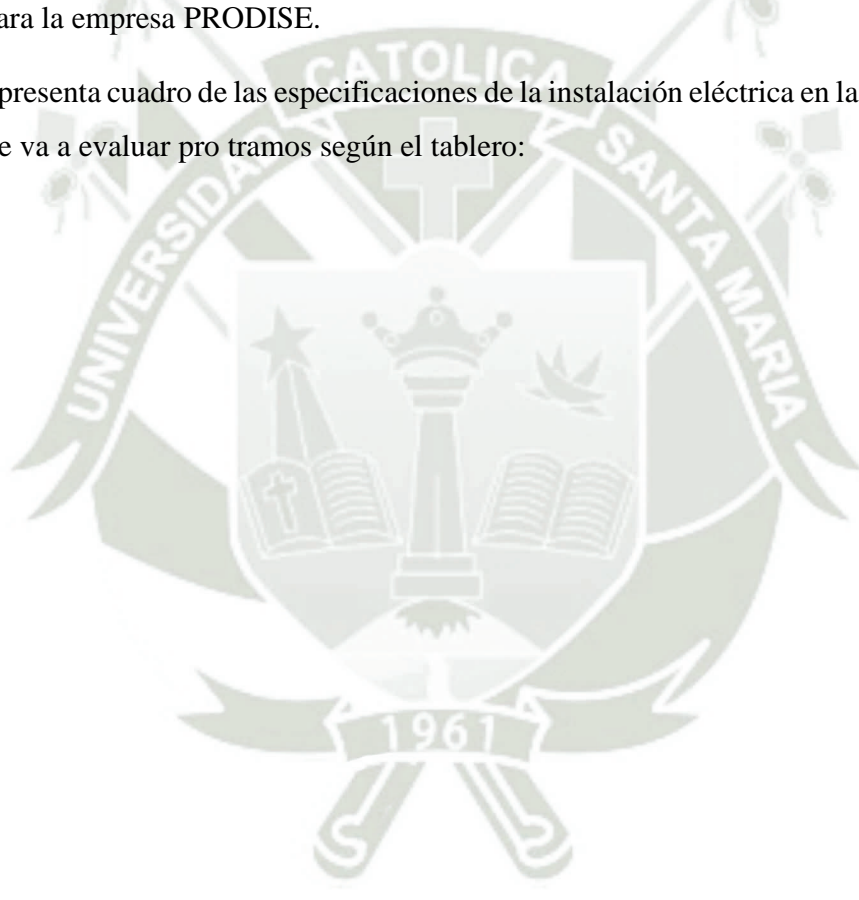 ara la empresa PRODISE.
presenta cuadro de las especificaciones de la instalación eléctrica en la
e va a evaluar pro tramos según el tablero:
UNIVERSIDAD CATOLICA SANTA MARIA
1961